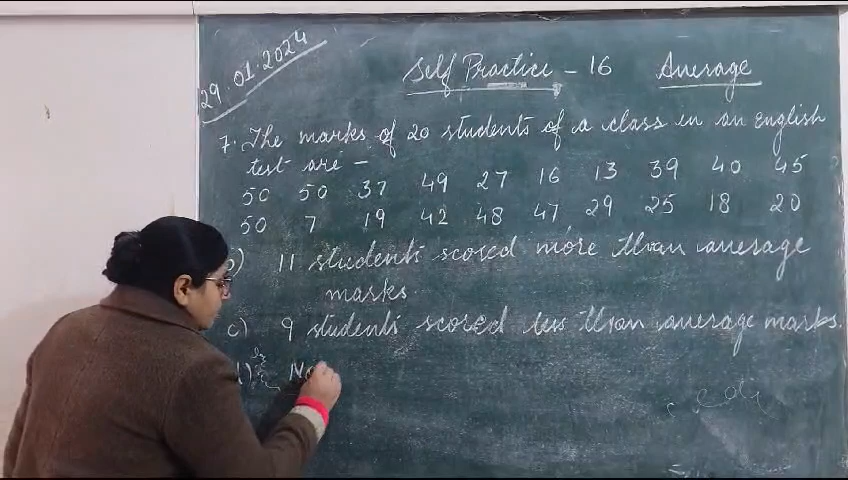 29.01.2024
Self Practice - 16 Average
7. The marks of 20 students of a class in an english
test are -
50 50 37 49 27 16 13 39 40 45
50 7 19 42 48 47 29 25 18 20
b) 11 students scored more than average
marks.
c) 9 students scored less than average marks.
d) No